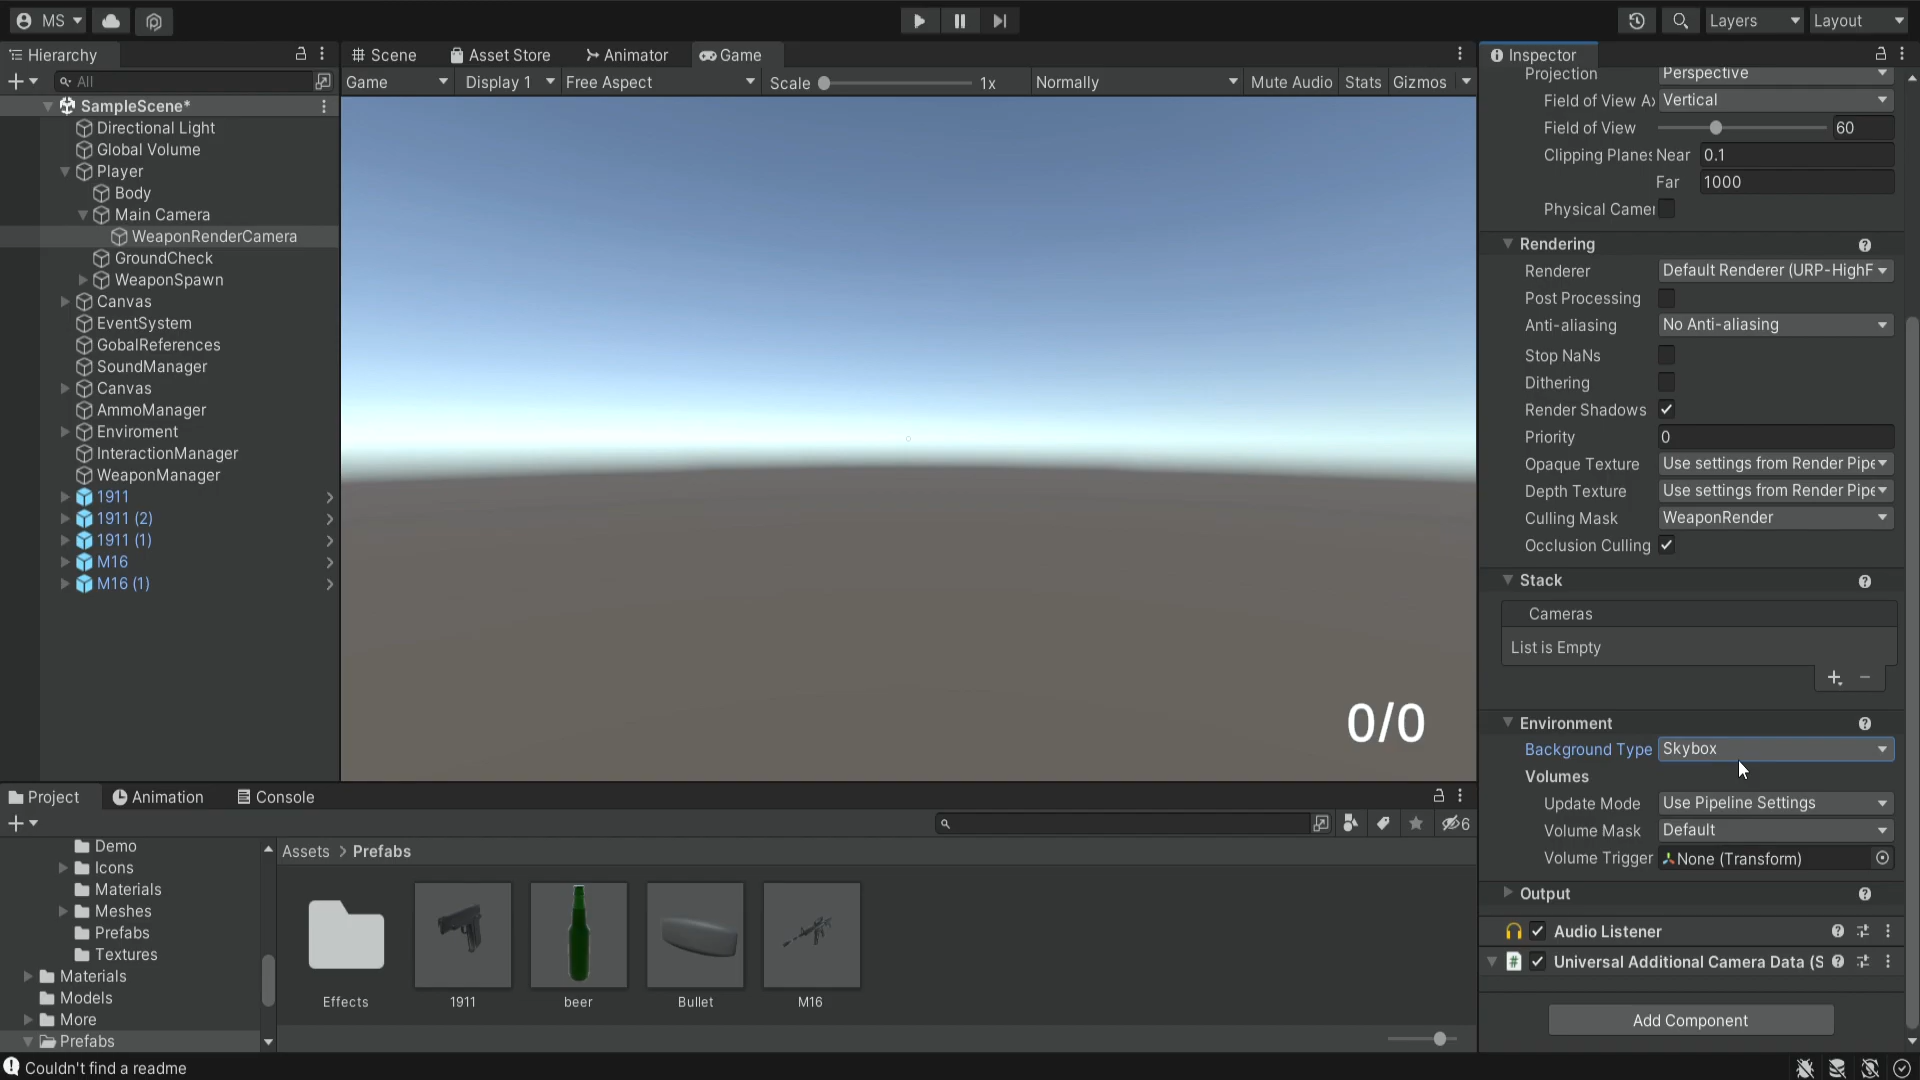 MS
Layers
Layout
Hierarchy
Scene
Asset Store
Animator
Game
Inspector
All
Game
Display 1
Free Aspect
Scale
1x
Normally
Mute Audio
Stats
Gizmos
SampleScene*
Directional Light
Global Volume
Player
Body
Main Camera
WeaponRenderCamera
GroundCheck
WeaponSpawn
Canvas
EventSystem
GobalReferences
SoundManager
Canvas
AmmoManager
Enviroment
InteractionManager
WeaponManager
1911
1911 (2)
1911 (1)
M16
M16 (1)
0/0
Projection
Perspective
Field of View Ax
Vertical
Field of View
60
Clipping Planes
Near
0.1
Far
1000
Physical Camer
Rendering
Renderer
Default Renderer (URP-HighF
Post Processing
Anti-aliasing
No Anti-aliasing
Stop NaNs
Dithering
Render Shadows
Priority
0
Opaque Texture
Use settings from Render Pipe
Depth Texture
Use settings from Render Pipe
Culling Mask
WeaponRender
Occlusion Culling
Stack
Cameras
List is Empty
Environment
Background Type
Skybox
Volumes
Update Mode
Use Pipeline Settings
Volume Mask
Default
Volume Trigger
None (Transform)
Output
Audio Listener
Universal Additional Camera Data (S
Add Component
Project
Animation
Console
6
Demo
Icons
Materials
Meshes
Prefabs
Textures
Materials
Models
More
Prefabs
Assets > Prefabs
Effects
1911
beer
Bullet
M16
Couldn't find a readme